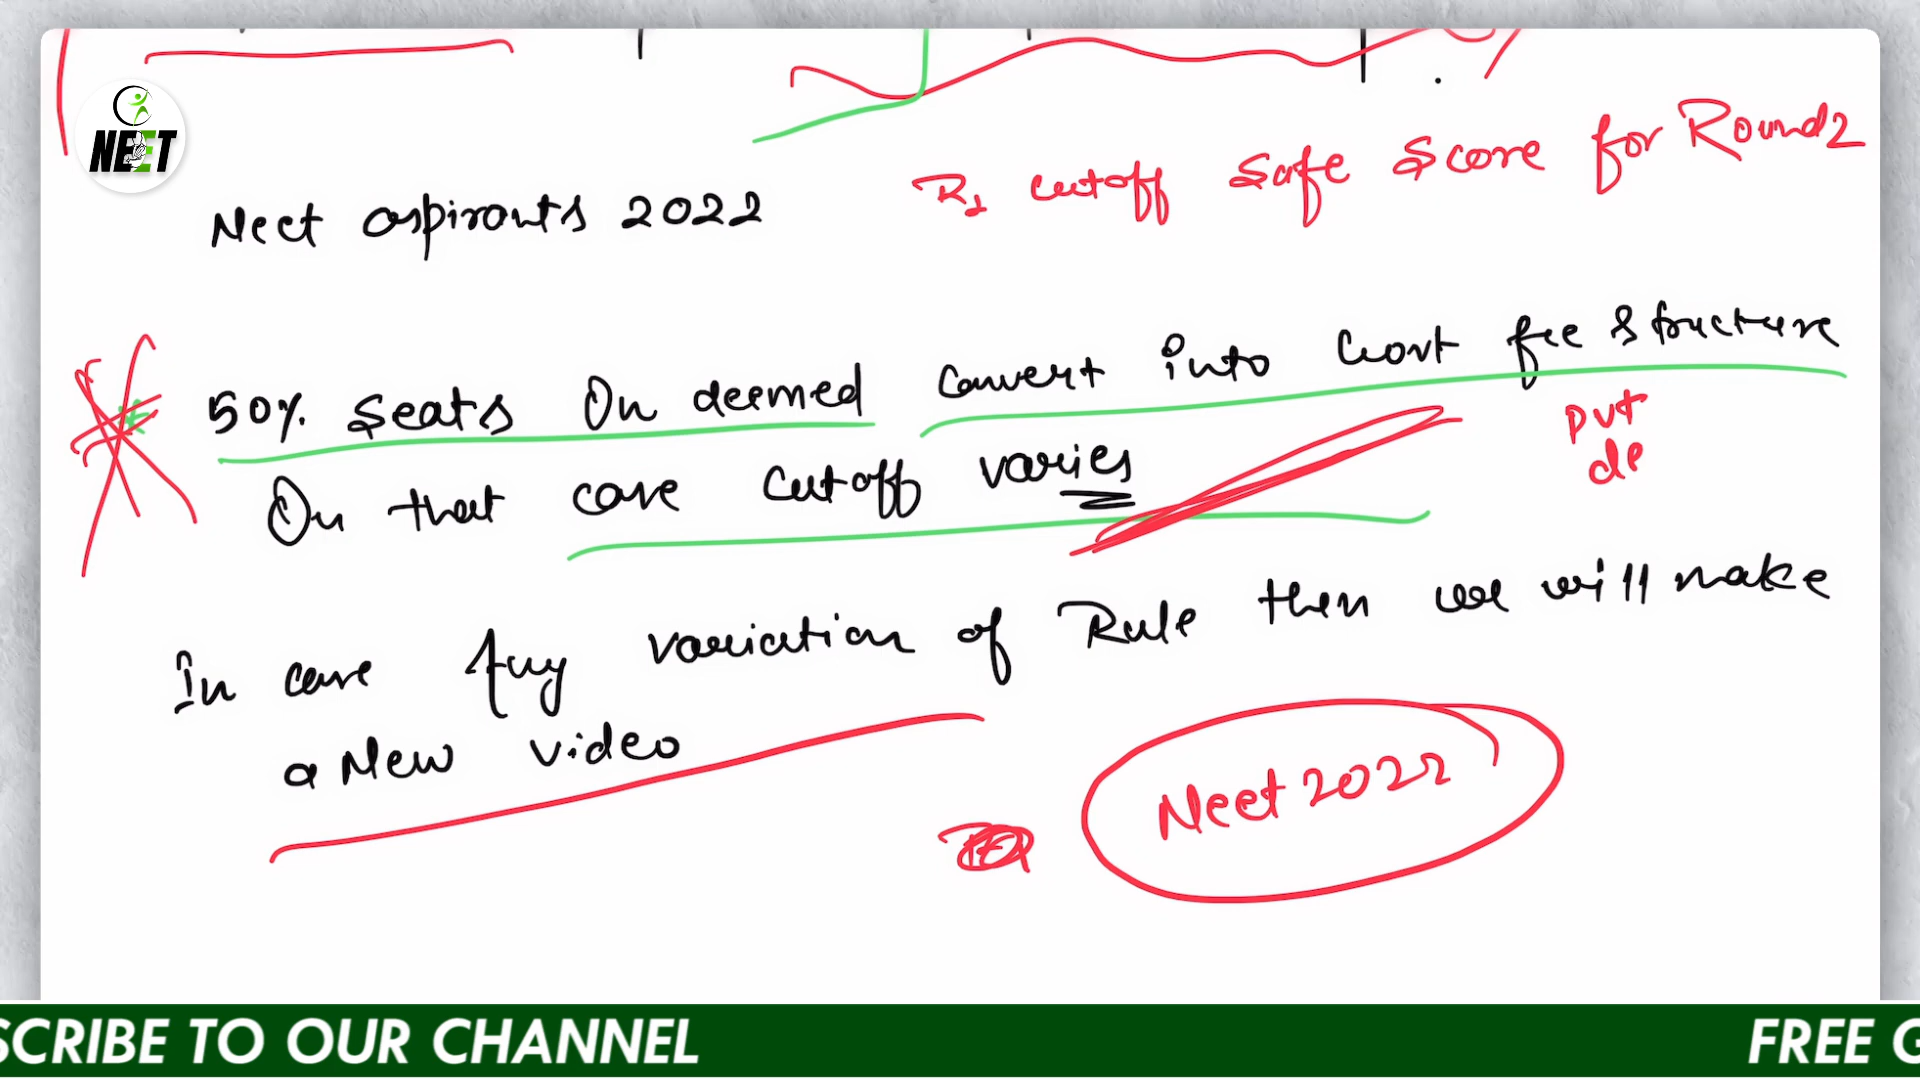 NEET
R1 cutoff safe score for Round 2
Neet aspirants 2022
50% seats On deemed convert into Govt fee structure
pvt
de
On that case cutoff varies
In case Any variation of Rule then we will make
a New video
Neet 2022
SCRIBE TO OUR CHANNEL
FREE G